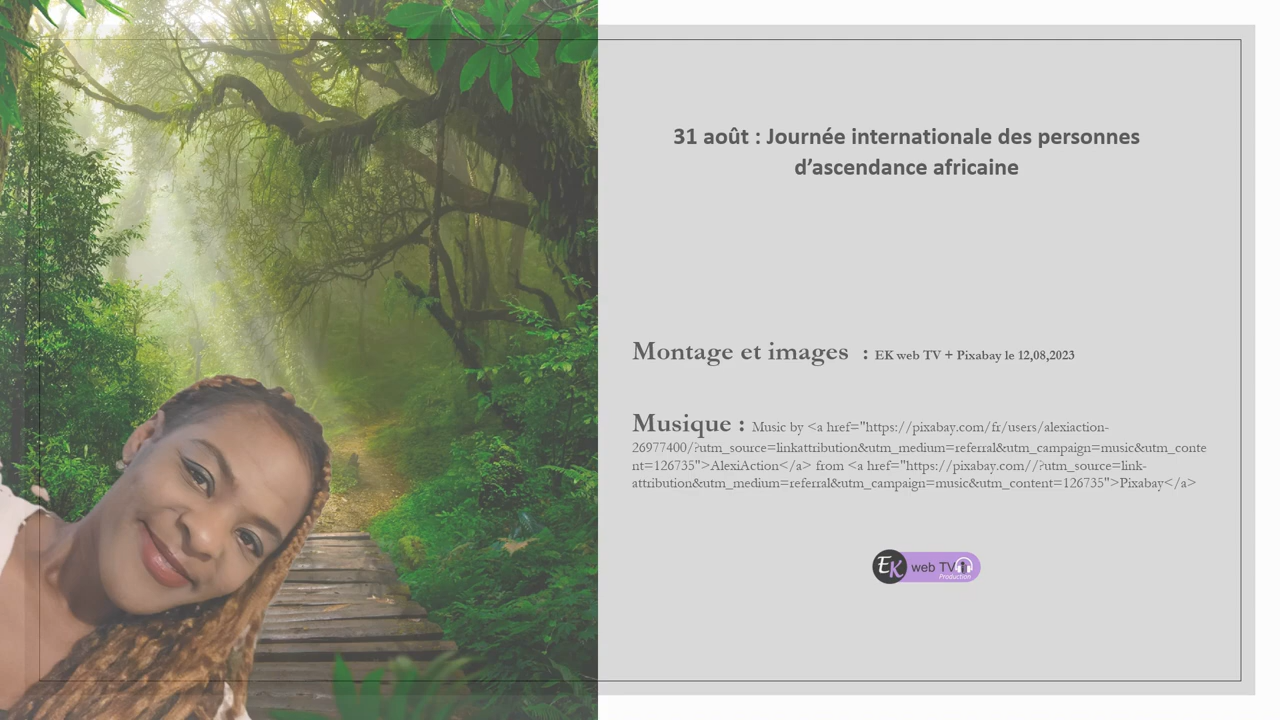 31 août : Journée internationale des personnes
d’ascendance africaine
Montage et images : EK web TV + Pixabay le 12,08,2023
Musique : Music by <a href="https://pixabay.com/fr/users/alexiaction-
26977400/?utm_source=linkattribution&utm_medium=referral&utm_campaign=music&utm_conte
nt=126735">AlexiAction</a> from <a href="https://pixabay.com//?utm_source=link-
attribution&utm_medium=referral&utm_campaign=music&utm_content=126735">Pixabay</a>
EK web TV
Production